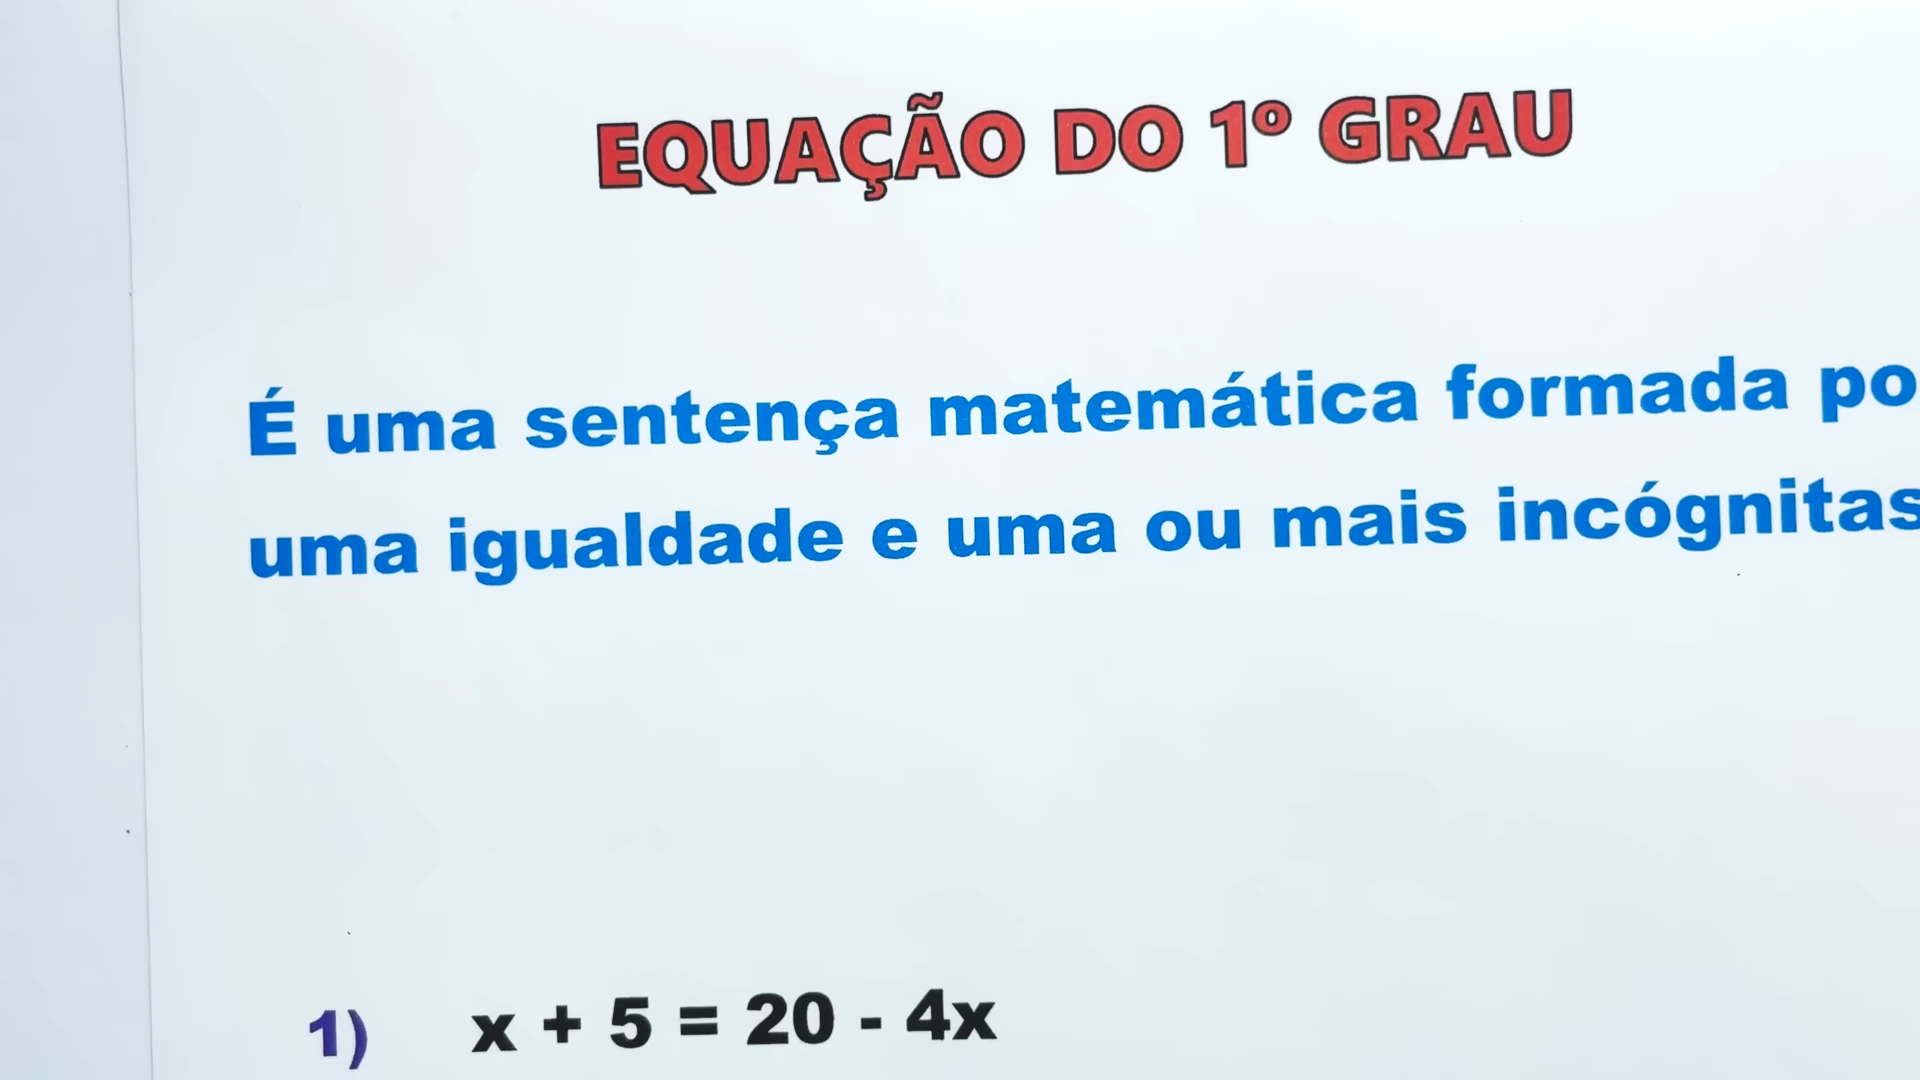 EQUAÇÃO DO 1º GRAU
É uma sentença matemática formada po
uma igualdade e uma ou mais incógnitas
1) x + 5 = 20 - 4x